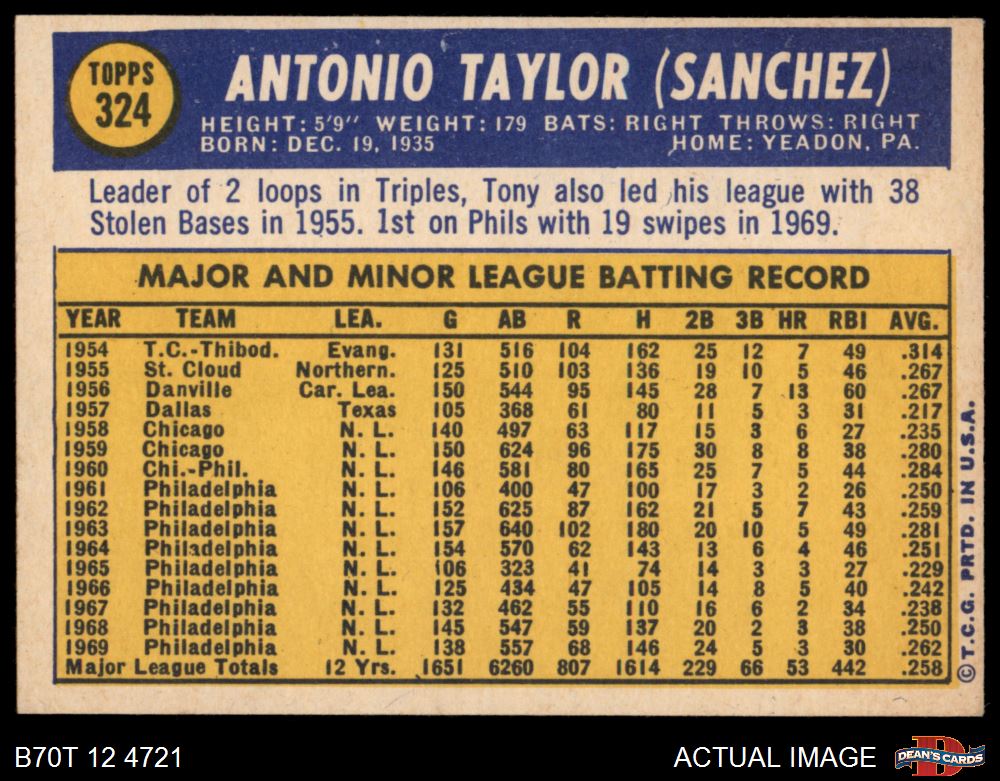 TOPPS
324
ANTONIO TAYLOR (SANCHEZ)
HEIGHT: 5'9" WEIGHT: 179 BATS: RIGHT THROWS: RIGHT
BORN: DEC. 19, 1935 HOME: YEADON, PA.
Leader of 2 loops in Triples, Tony also led his league with 38
Stolen Bases in 1955. 1st on Phils with 19 swipes in 1969.
MAJOR AND MINOR LEAGUE BATTING RECORD
YEAR TEAM LEA. G AB R H 2B 3B HR RBI AVG.
1954 T.C.-Thibod. Evang. 131 516 104 162 25 12 7 49 .314
1955 St. Cloud Northern. 125 510 103 136 19 10 5 46 .267
1956 Danville Car. Lea. 150 544 95 145 28 7 13 60 .267
1957 Dallas Texas 105 368 61 80 11 5 3 31 .217
1958 Chicago N. L. 140 497 63 117 15 3 6 27 .235
1959 Chicago N. L. 150 624 96 175 30 8 8 38 .280
1960 Chi.-Phil. N. L. 146 581 80 165 25 7 5 44 .284
1961 Philadelphia N. L. 106 400 47 100 17 3 2 26 .250
1962 Philadelphia N. L. 152 625 87 162 21 5 7 43 .259
1963 Philadelphia N. L. 157 640 102 180 20 10 5 49 .281
1964 Philadelphia N. L. 154 570 62 143 13 6 4 46 .251
1965 Philadelphia N. L. 106 323 41 74 14 3 3 27 .229
1966 Philadelphia N. L. 125 434 47 105 14 8 5 40 .242
1967 Philadelphia N. L. 132 462 55 110 16 6 2 34 .238
1968 Philadelphia N. L. 145 547 59 137 20 2 3 38 .250
1969 Philadelphia N. L. 138 557 68 146 24 5 3 30 .262
Major League Totals 12 Yrs. 1651 6260 807 1614 229 66 53 442 .258
© T.C.G. PRTD. IN U.S.A.
B70T 12 4721
ACTUAL IMAGE
D
DEAN'S CARDS